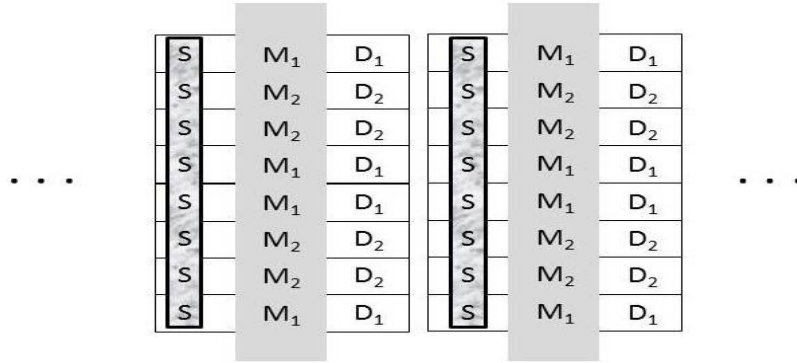 S M₁ D₁ S M₁ D₁
S M₂ D₂ S M₂ D₂
S M₂ D₂ S M₂ D₂
. . . S M₁ D₁ S M₁ D₁ . . .
S M₁ D₁ S M₁ D₁
S M₂ D₂ S M₂ D₂
S M₂ D₂ S M₂ D₂
S M₁ D₁ S M₁ D₁